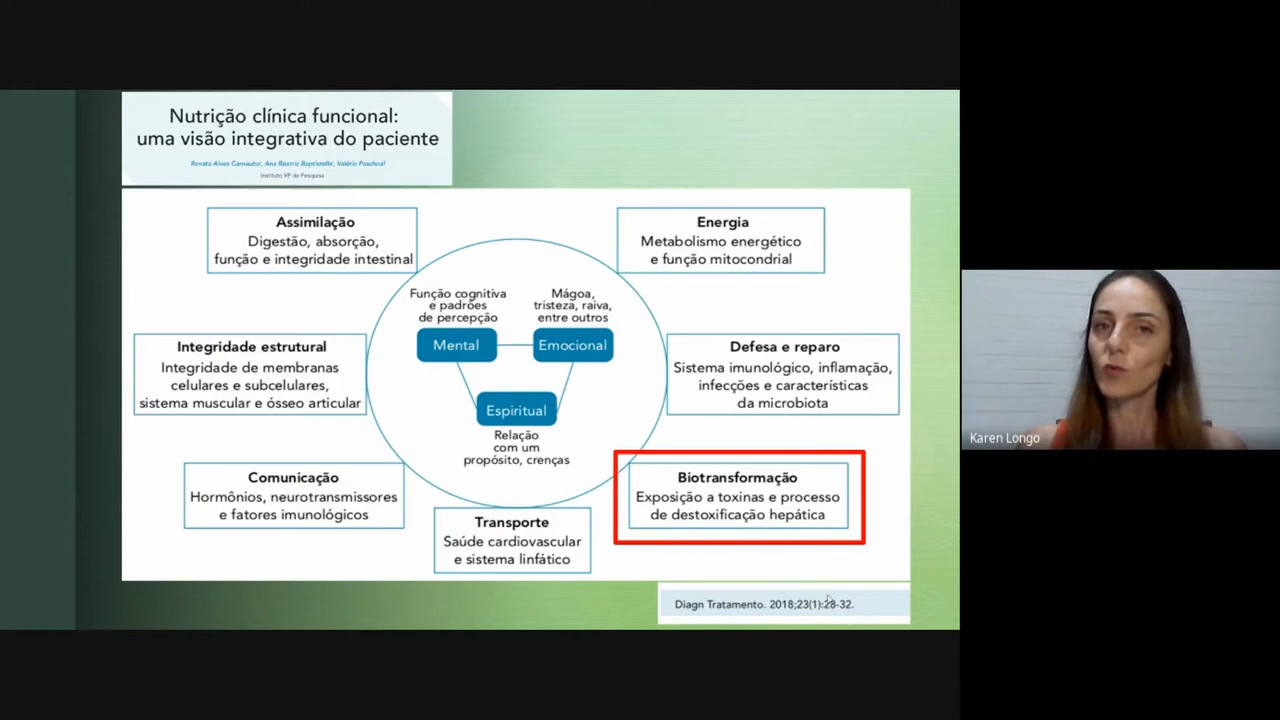 Nutrição clínica funcional:
uma visão integrativa do paciente
Renata Alves Carnauba¹, Ana Beatriz Baptistella¹, Valéria Paschoal¹
Instituto VP de Pesquisa
Assimilação
Digestão, absorção,
função e integridade intestinal
Energia
Metabolismo energético
e função mitocondrial
Função cognitiva
e padrões
de percepção
Mágoa,
tristeza, raiva,
entre outros
Mental
Emocional
Espiritual
Relação
com um
propósito, crenças
Integridade estrutural
Integridade de membranas
celulares e subcelulares,
sistema muscular e ósseo articular
Defesa e reparo
Sistema imunológico, inflamação,
infecções e características
da microbiota
Comunicação
Hormônios, neurotransmissores
e fatores imunológicos
Biotransformação
Exposição a toxinas e processo
de destoxificação hepática
Transporte
Saúde cardiovascular
e sistema linfático
Diagn Tratamento. 2018;23(1):28-32.
Karen Longo